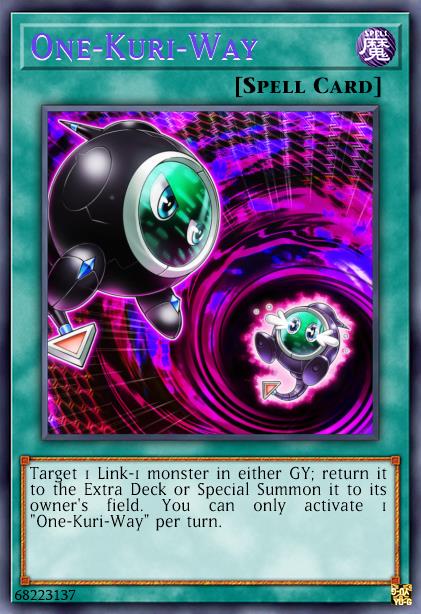 One-Kuri-Way
SPELL
魔
[Spell Card]
Target 1 Link-1 monster in either GY; return it
to the Extra Deck or Special Summon it to its
owner's field. You can only activate 1
"One-Kuri-Way" per turn.
68223137